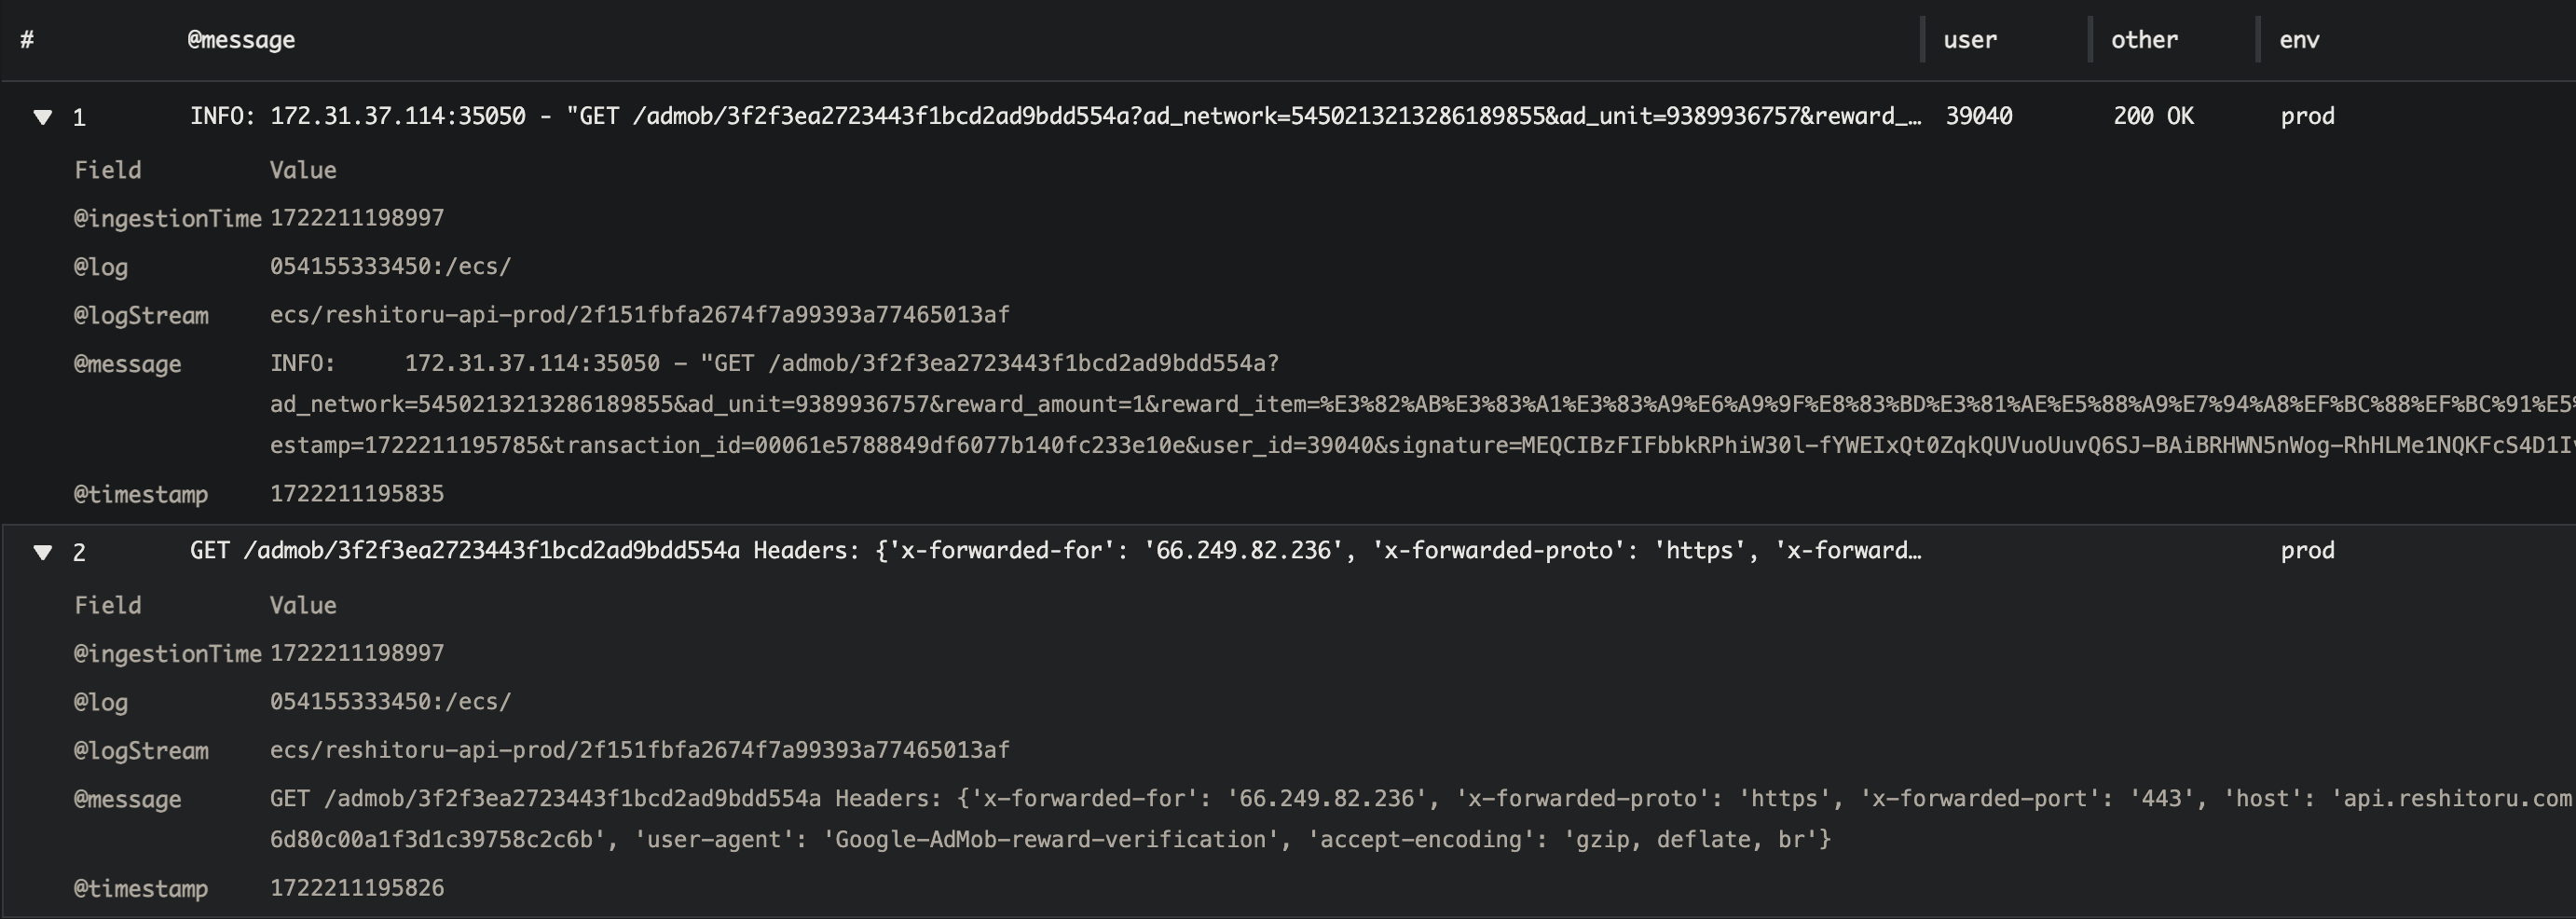 # @message user other env
▼ 1 INFO: 172.31.37.114:35050 - "GET /admob/3f2f3ea2723443f1bcd2ad9bdd554a?ad_network=5450213213286189855&ad_unit=9389936757&reward_… 39040 200 OK prod
Field Value
@ingestionTime 1722211198997
@log 054155333450:/ecs/
@logStream ecs/reshitoru-api-prod/2f151fbfa2674f7a99393a77465013af
@message INFO: 172.31.37.114:35050 - "GET /admob/3f2f3ea2723443f1bcd2ad9bdd554a?
ad_network=5450213213286189855&ad_unit=9389936757&reward_amount=1&reward_item=%E3%82%AB%E3%83%A1%E3%83%A9%E6%A9%9F%E8%83%BD%E3%81%AE%E5%88%A9%E7%94%A8%EF%BC%88%EF%BC%91%E5%
estamp=1722211195785&transaction_id=00061e5788849df6077b140fc233e10e&user_id=39040&signature=MEQCIBzFIFbbkRPhiW30l-fYWEIxQt0ZqkQUVuoUuvQ6SJ-BAiBRHWN5nWog-RhHLMe1NQKFcS4D1I
@timestamp 1722211195835
▼ 2 GET /admob/3f2f3ea2723443f1bcd2ad9bdd554a Headers: {'x-forwarded-for': '66.249.82.236', 'x-forwarded-proto': 'https', 'x-forward… prod
Field Value
@ingestionTime 1722211198997
@log 054155333450:/ecs/
@logStream ecs/reshitoru-api-prod/2f151fbfa2674f7a99393a77465013af
@message GET /admob/3f2f3ea2723443f1bcd2ad9bdd554a Headers: {'x-forwarded-for': '66.249.82.236', 'x-forwarded-proto': 'https', 'x-forwarded-port': '443', 'host': 'api.reshitoru.com
6d80c00a1f3d1c39758c2c6b', 'user-agent': 'Google-AdMob-reward-verification', 'accept-encoding': 'gzip, deflate, br'}
@timestamp 1722211195826